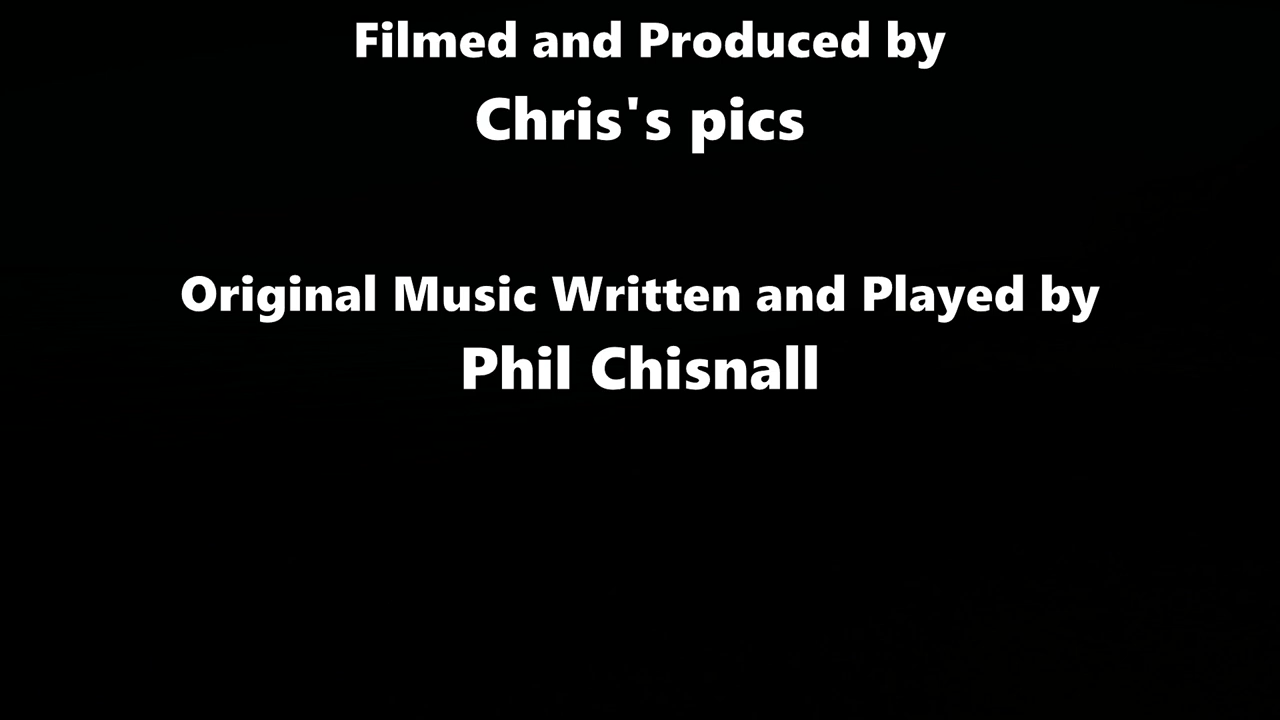 Filmed and Produced by
Chris's pics
Original Music Written and Played by
Phil Chisnall